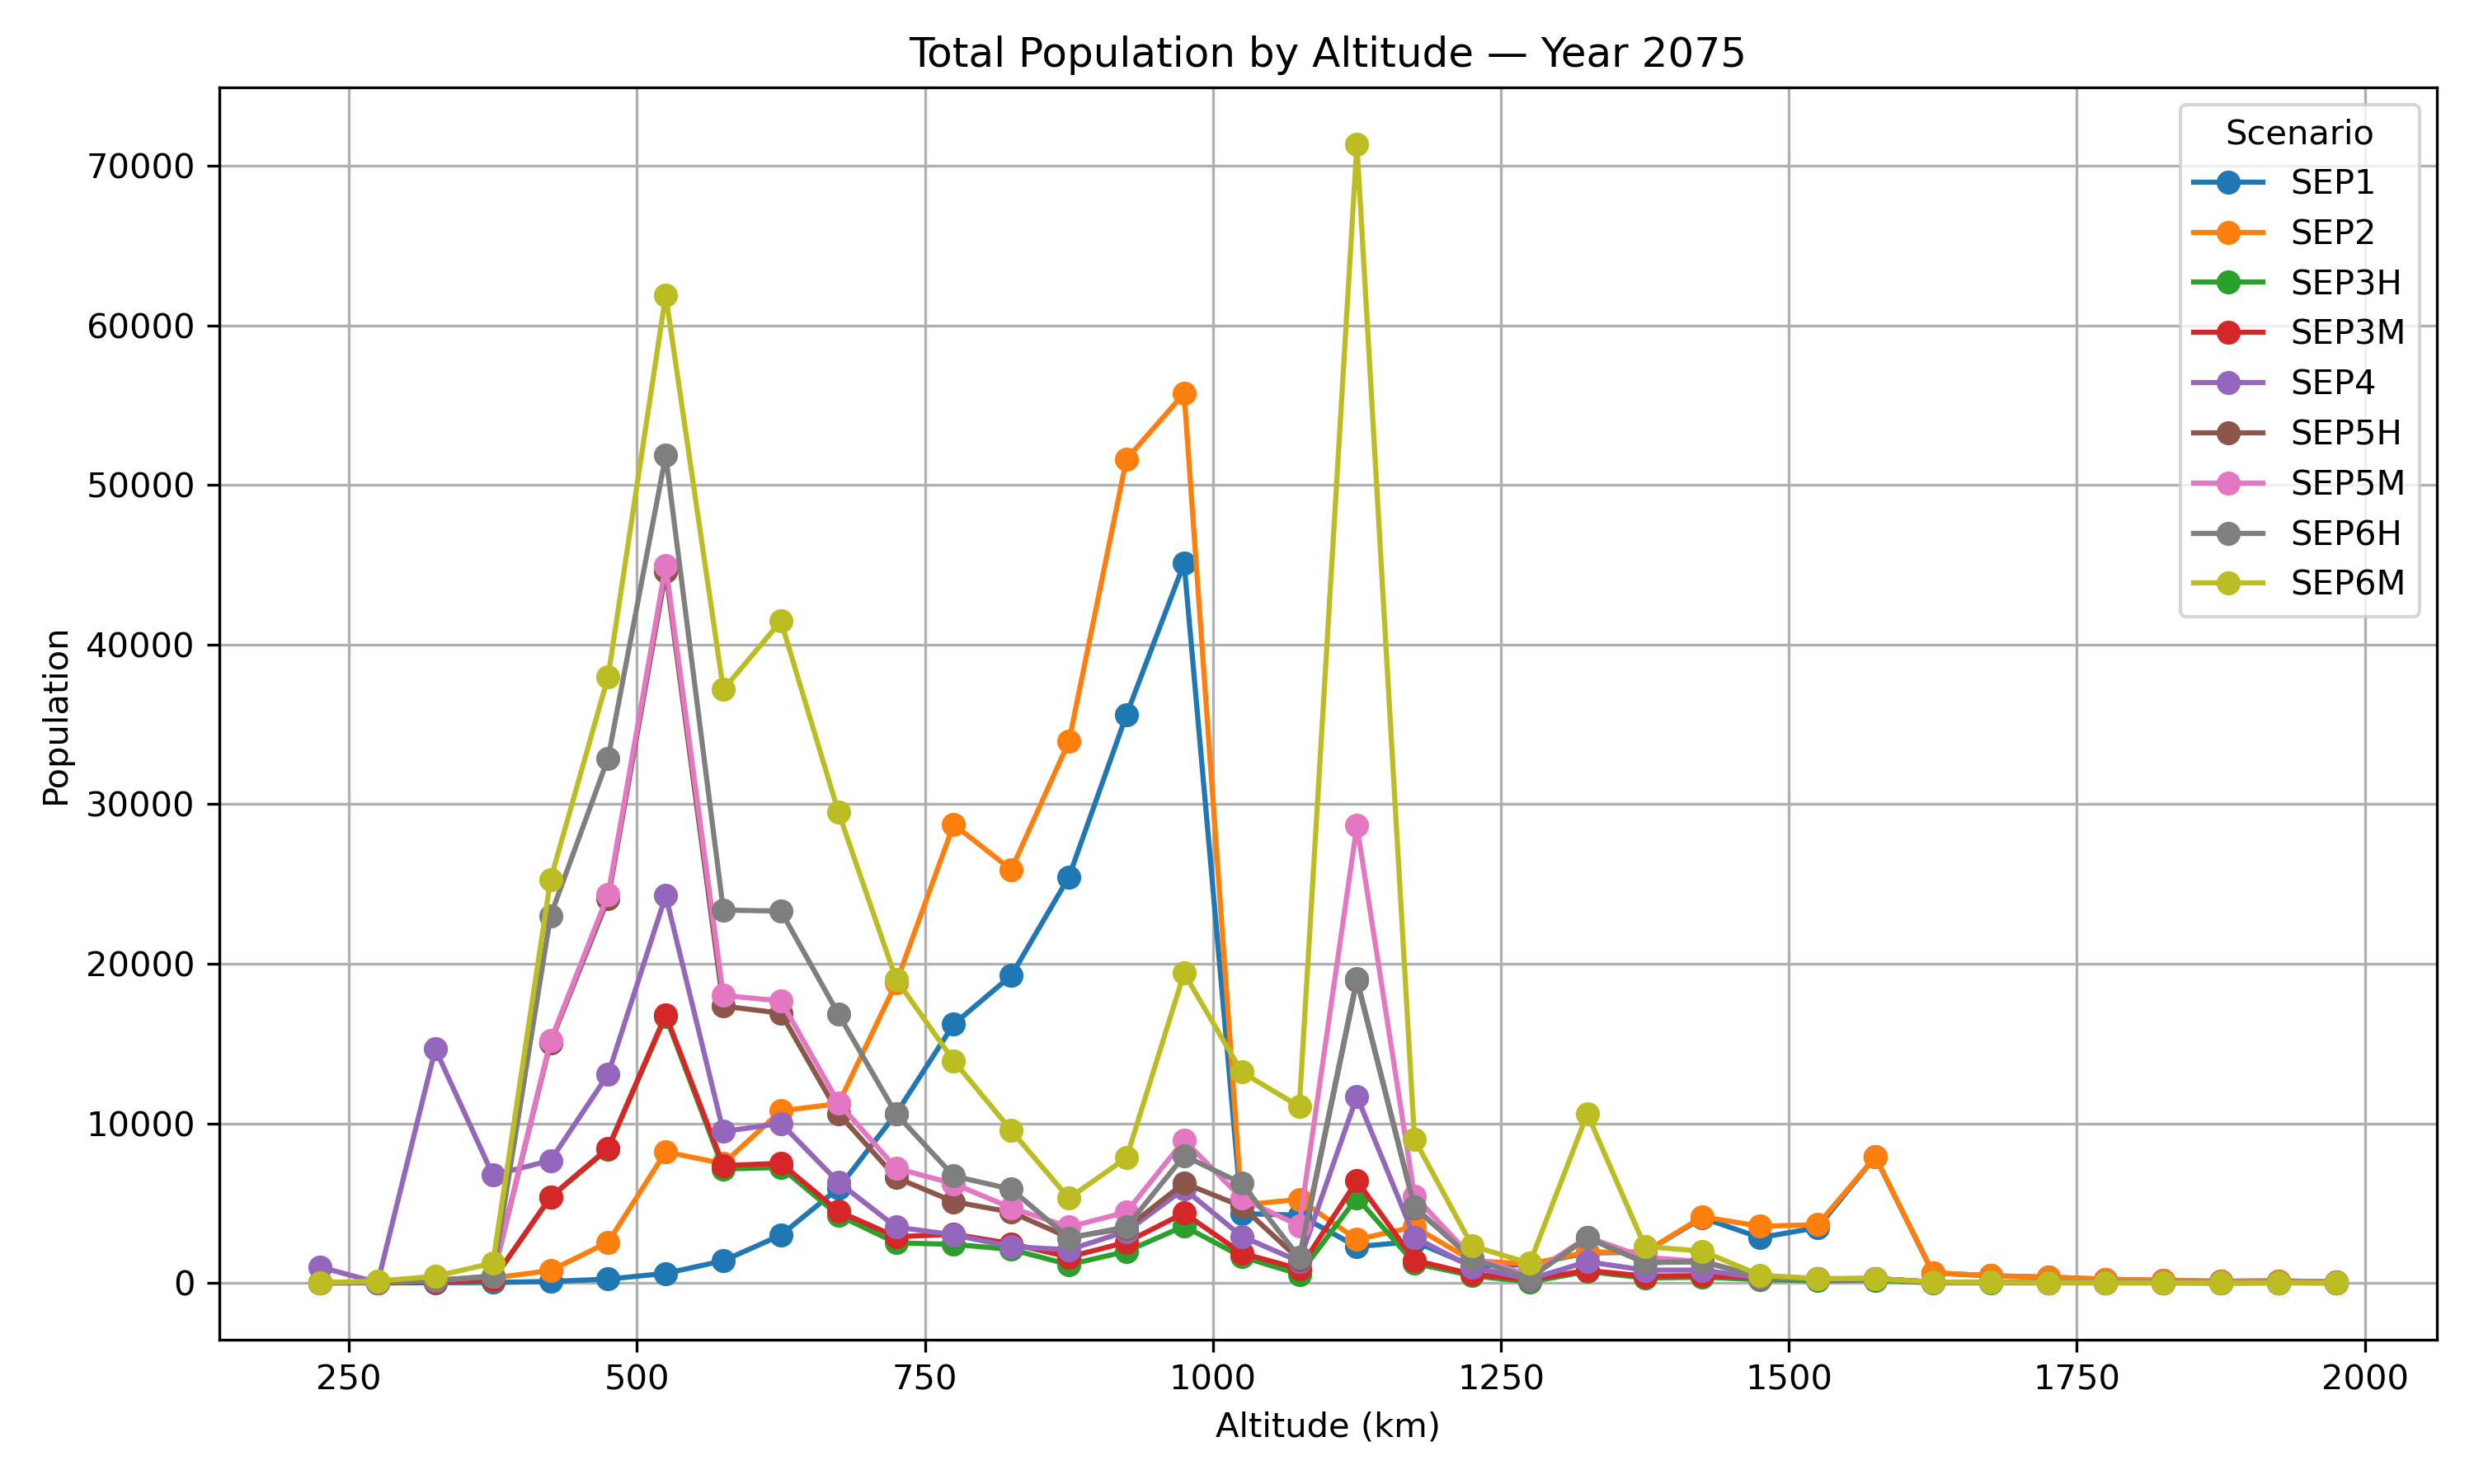 Total Population by Altitude — Year 2075
Scenario
SEP1
SEP2
SEP3H
SEP3M
SEP4
SEP5H
SEP5M
SEP6H
SEP6M
Population
70000
60000
50000
40000
30000
20000
10000
0
250 500 750 1000 1250 1500 1750 2000
Altitude (km)